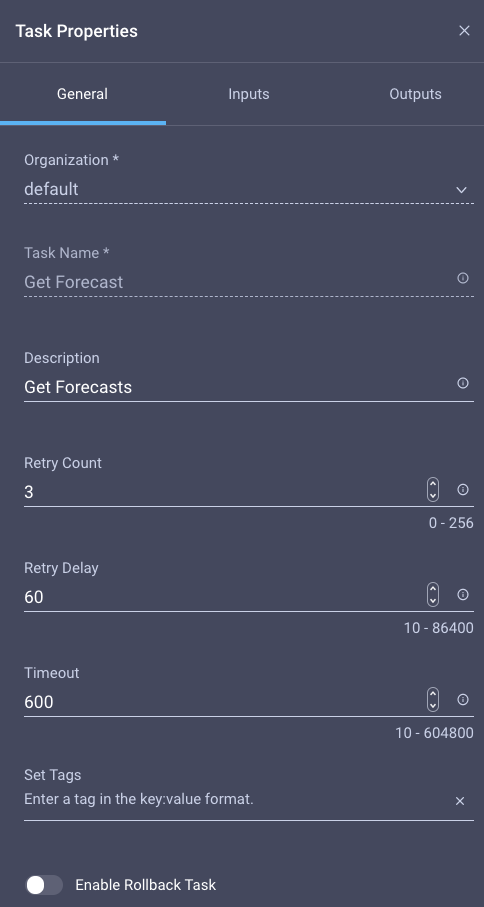 Task Properties
General Inputs Outputs
Organization *
default
Task Name *
Get Forecast
Description
Get Forecasts
Retry Count
3
0 - 256
Retry Delay
60
10 - 86400
Timeout
600
10 - 604800
Set Tags
Enter a tag in the key:value format.
Enable Rollback Task